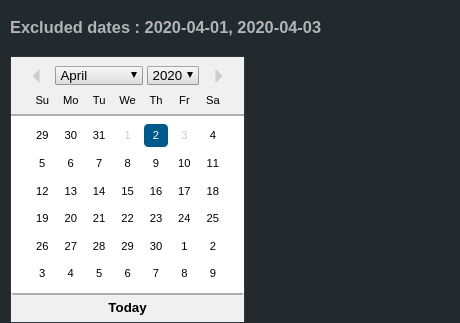 Excluded dates : 2020-04-01, 2020-04-03
April 2020
Su Mo Tu We Th Fr Sa
29 30 31 1 2 3 4
5 6 7 8 9 10 11
12 13 14 15 16 17 18
19 20 21 22 23 24 25
26 27 28 29 30 1 2
3 4 5 6 7 8 9
Today